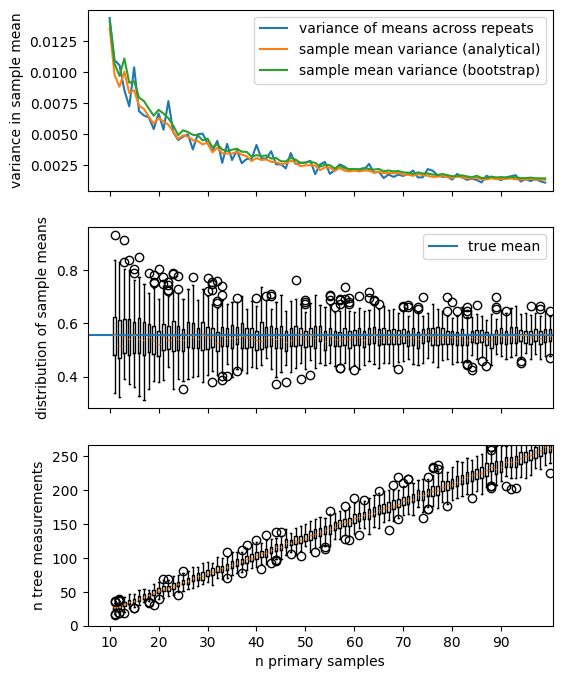 variance in sample mean
0.0125
0.0100
0.0075
0.0050
0.0025
variance of means across repeats
sample mean variance (analytical)
sample mean variance (bootstrap)
distribution of sample means
0.8
0.6
0.4
true mean
n tree measurements
250
200
150
100
50
0
10 20 30 40 50 60 70 80 90
n primary samples